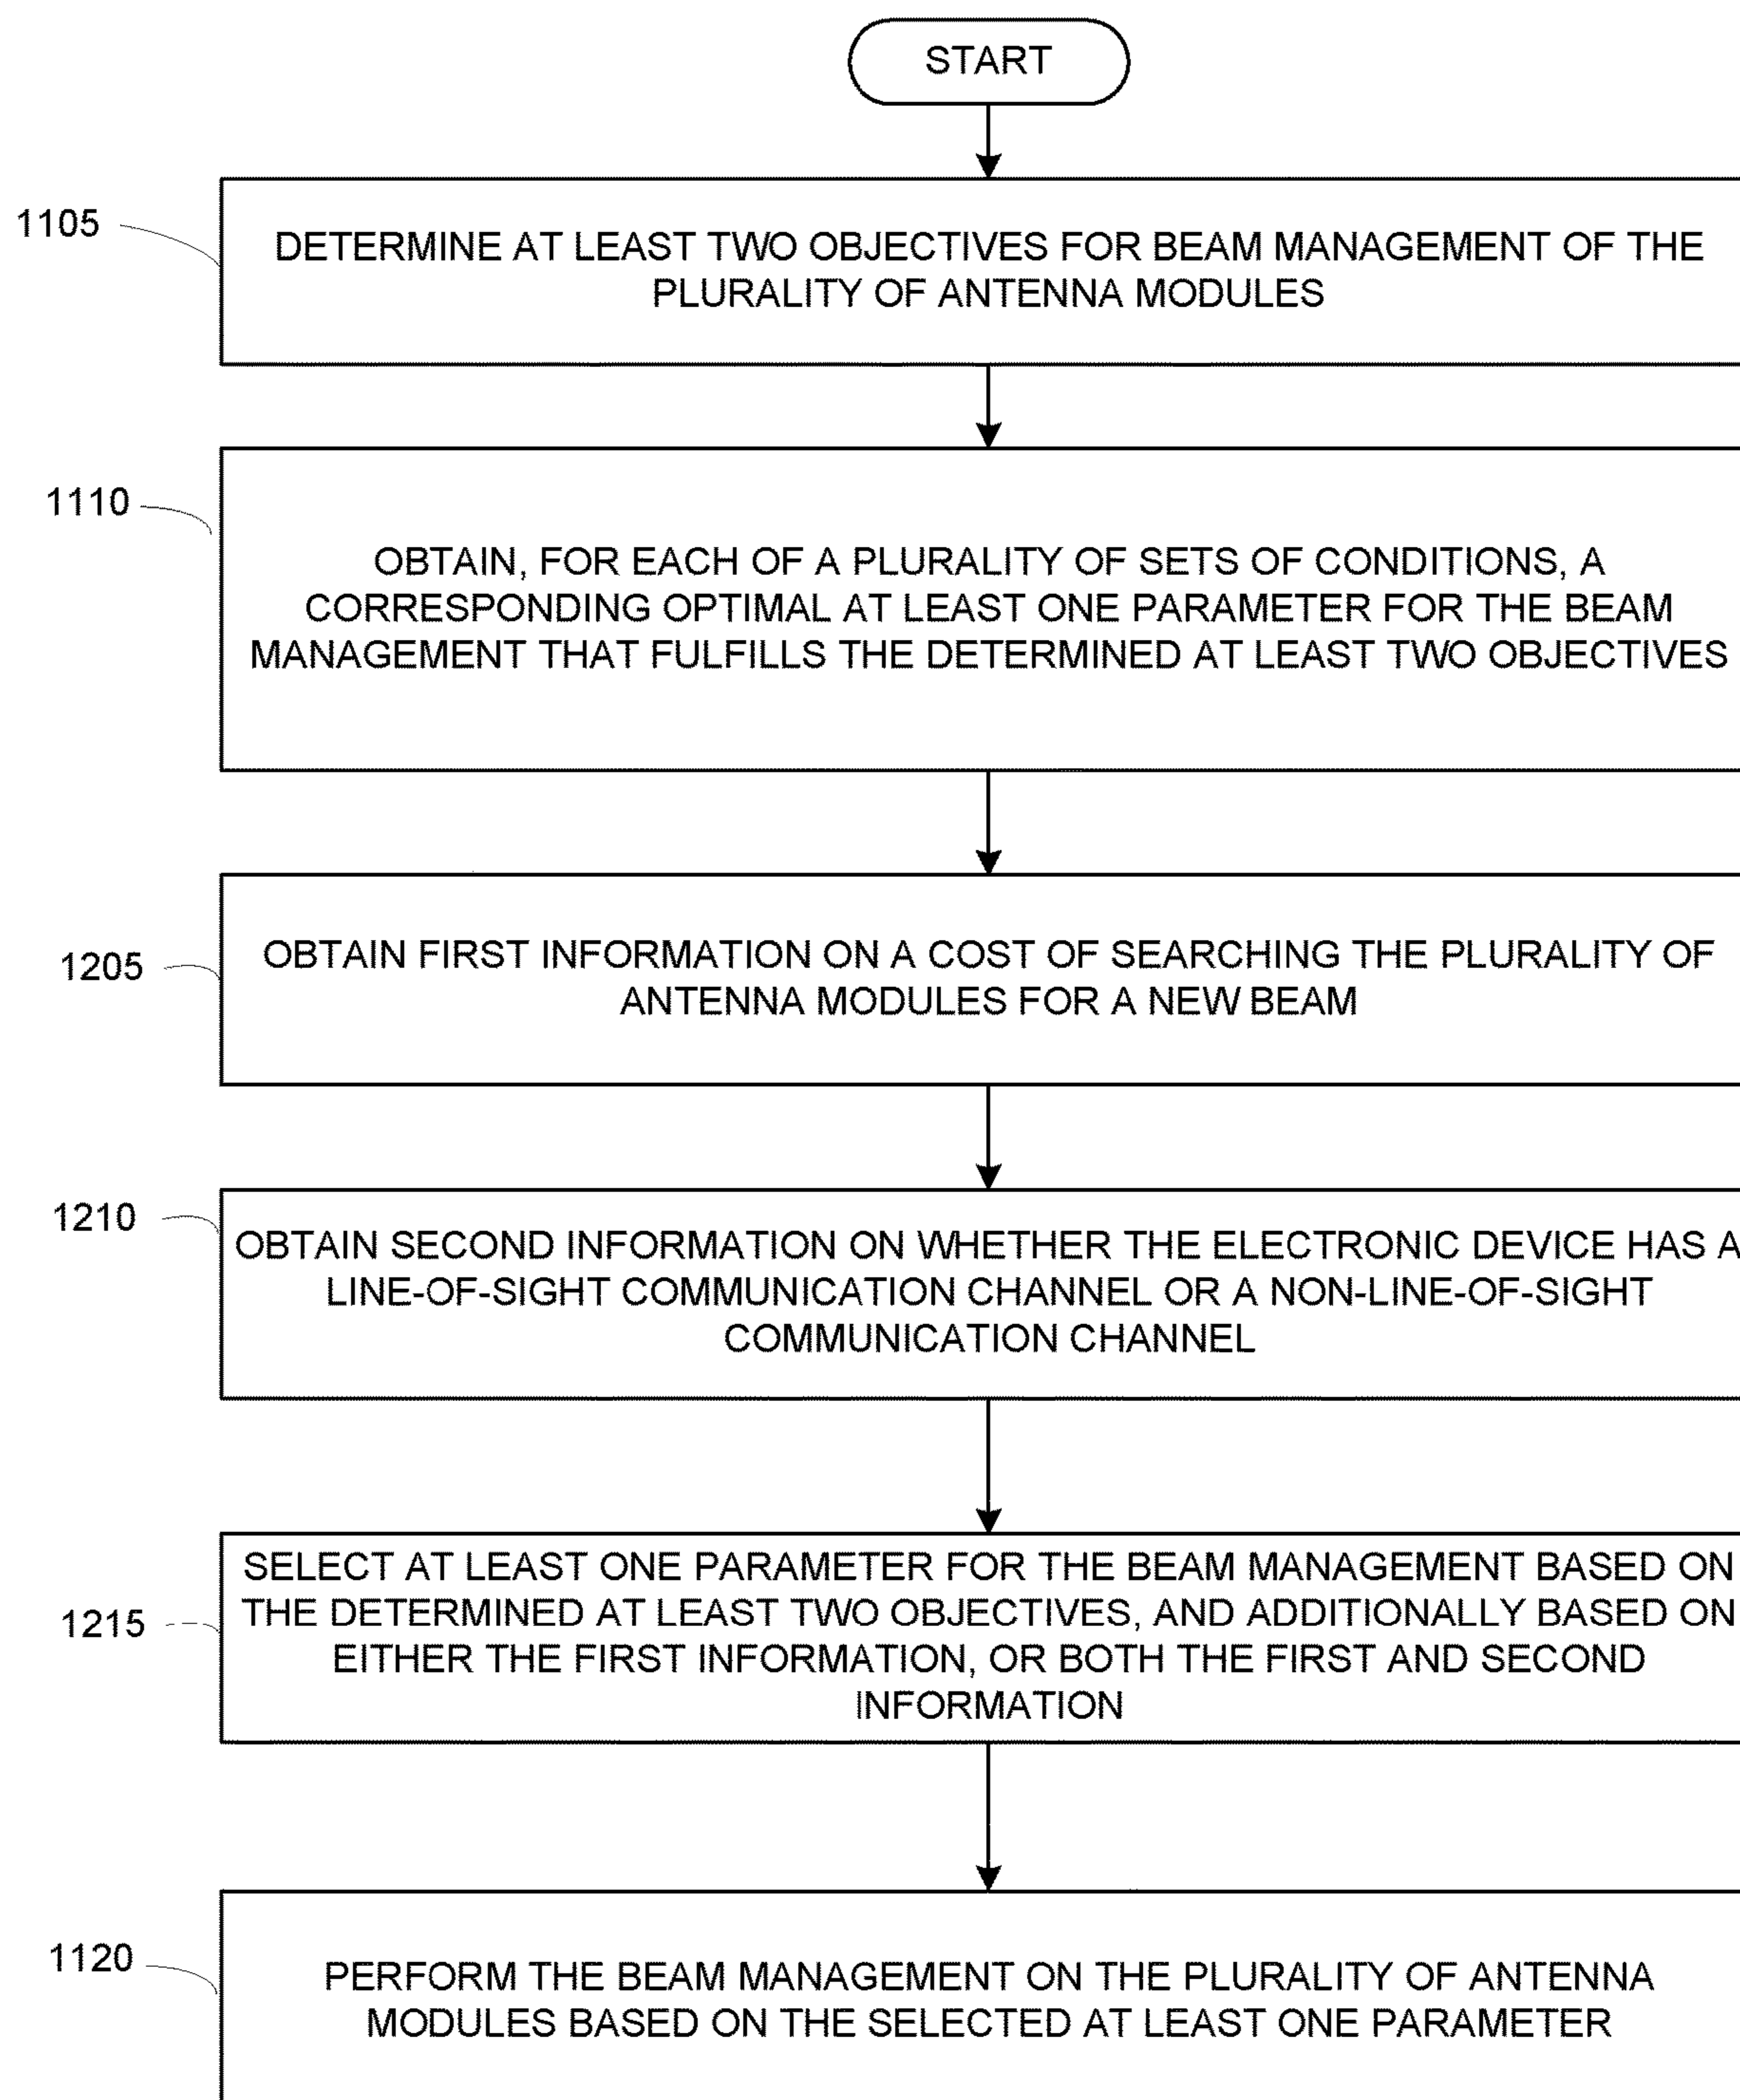 START
1105
DETERMINE AT LEAST TWO OBJECTIVES FOR BEAM MANAGEMENT OF THE
PLURALITY OF ANTENNA MODULES
1110
OBTAIN, FOR EACH OF A PLURALITY OF SETS OF CONDITIONS, A
CORRESPONDING OPTIMAL AT LEAST ONE PARAMETER FOR THE BEAM
MANAGEMENT THAT FULFILLS THE DETERMINED AT LEAST TWO OBJECTIVES
1205
OBTAIN FIRST INFORMATION ON A COST OF SEARCHING THE PLURALITY OF
ANTENNA MODULES FOR A NEW BEAM
1210
OBTAIN SECOND INFORMATION ON WHETHER THE ELECTRONIC DEVICE HAS A
LINE-OF-SIGHT COMMUNICATION CHANNEL OR A NON-LINE-OF-SIGHT
COMMUNICATION CHANNEL
1215
SELECT AT LEAST ONE PARAMETER FOR THE BEAM MANAGEMENT BASED ON
THE DETERMINED AT LEAST TWO OBJECTIVES, AND ADDITIONALLY BASED ON
EITHER THE FIRST INFORMATION, OR BOTH THE FIRST AND SECOND
INFORMATION
1120
PERFORM THE BEAM MANAGEMENT ON THE PLURALITY OF ANTENNA
MODULES BASED ON THE SELECTED AT LEAST ONE PARAMETER